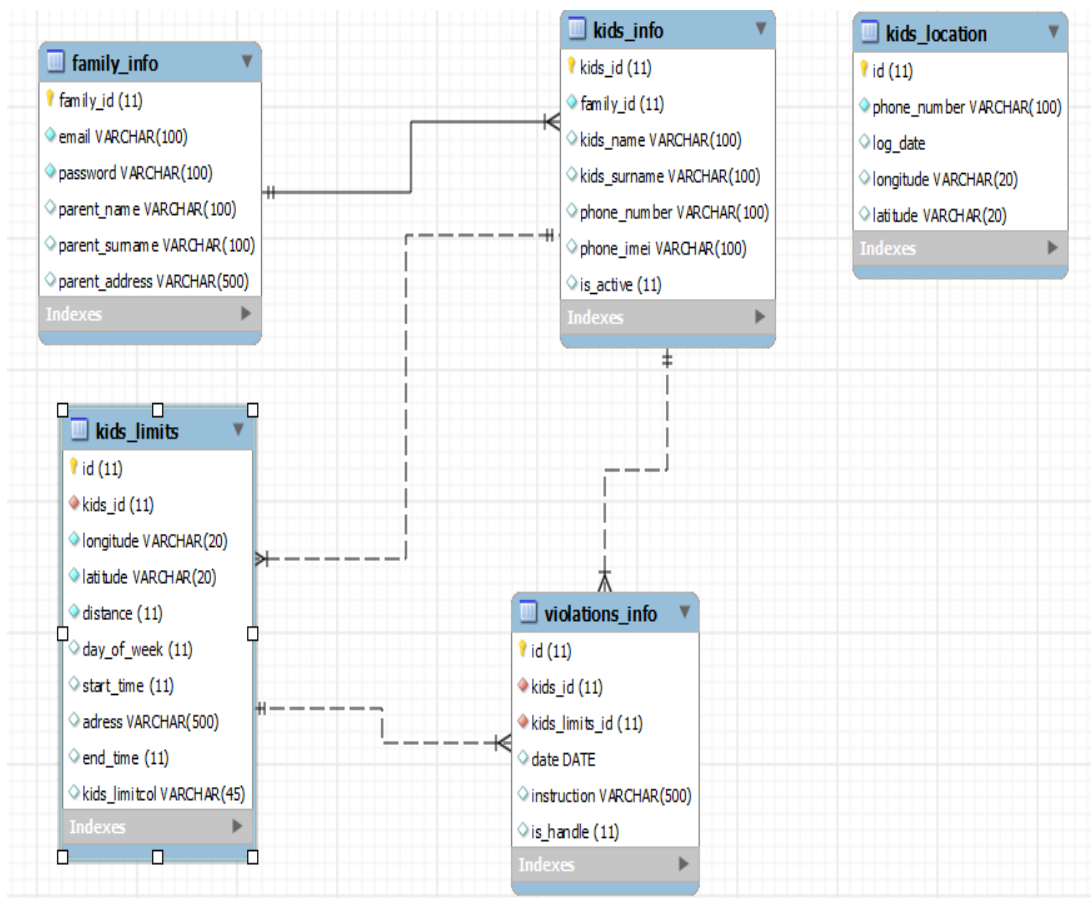 family_info
family_id (11)
email VARCHAR(100)
password VARCHAR(100)
parent_name VARCHAR(100)
parent_surname VARCHAR(100)
parent_address VARCHAR(500)
Indexes
kids_info
kids_id (11)
family_id (11)
kids_name VARCHAR(100)
kids_surname VARCHAR(100)
phone_number VARCHAR(100)
phone_imei VARCHAR(100)
is_active (11)
Indexes
kids_location
id (11)
phone_number VARCHAR(100)
log_date
longitude VARCHAR(20)
latitude VARCHAR(20)
Indexes
kids_limits
id (11)
kids_id (11)
longitude VARCHAR(20)
latitude VARCHAR(20)
distance (11)
day_of_week (11)
start_time (11)
adress VARCHAR(500)
end_time (11)
kids_limitcol VARCHAR(45)
Indexes
violations_info
id (11)
kids_id (11)
kids_limits_id (11)
date DATE
instruction VARCHAR(500)
is_handle (11)
Indexes